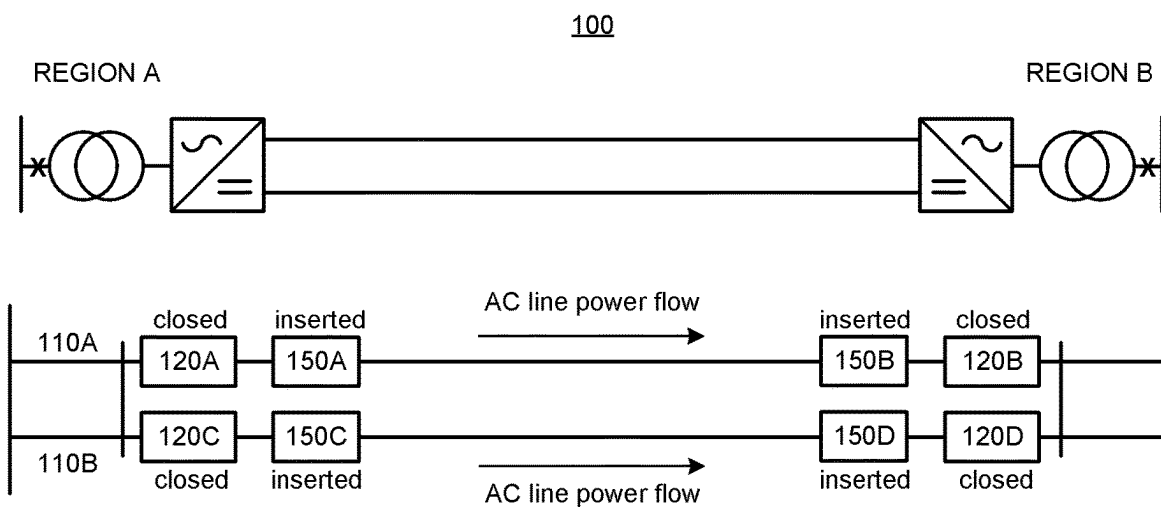 100
REGION A
REGION B
AC line power flow
closed
inserted
inserted
closed
110A
120A
150A
150B
120B
120C
150C
150D
120D
110B
closed
inserted
inserted
closed
AC line power flow